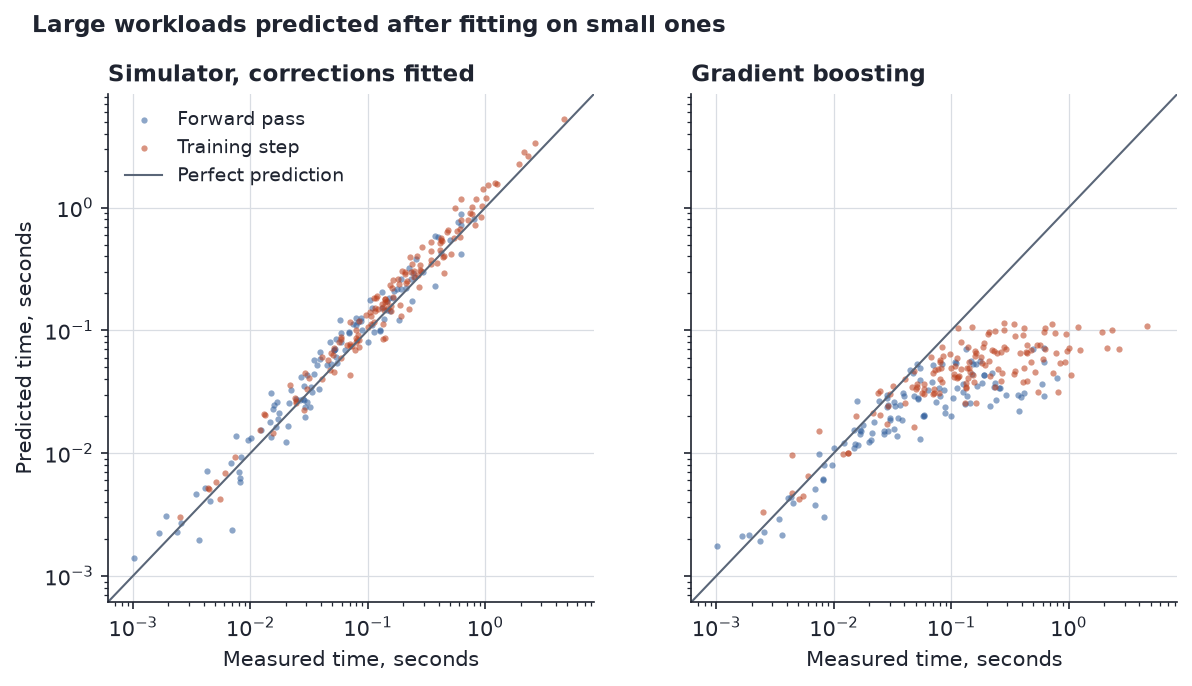 Large workloads predicted after fitting on small ones
Simulator, corrections fitted
Forward pass
Training step
Perfect prediction
Predicted time, seconds
10⁰
10⁻¹
10⁻²
10⁻³
10⁻³ 10⁻² 10⁻¹ 10⁰
Measured time, seconds
Gradient boosting
10⁻³ 10⁻² 10⁻¹ 10⁰
Measured time, seconds